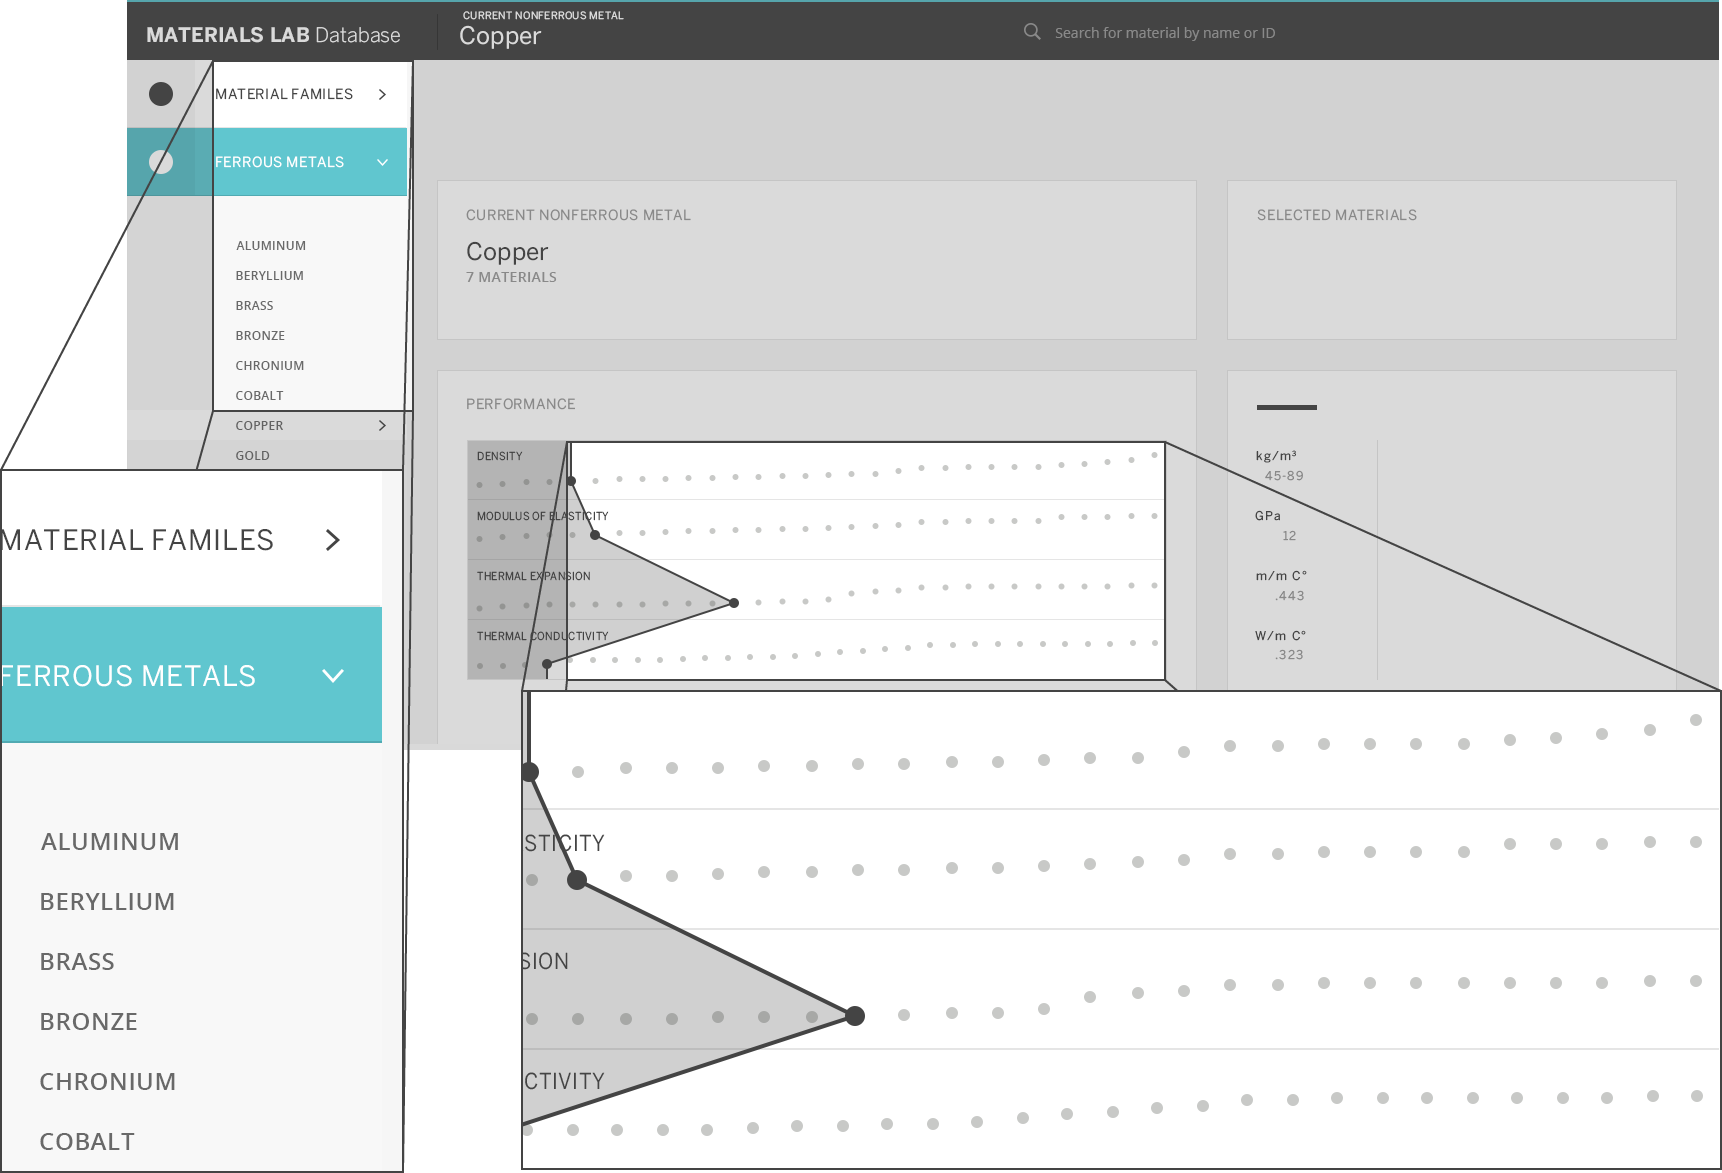 CURRENT NONFERROUS METAL
MATERIALS LAB Database
Copper
Search for material by name or ID
MATERIAL FAMILES
FERROUS METALS
ALUMINUM
BERYLLIUM
BRASS
BRONZE
CHRONIUM
COBALT
COPPER
GOLD
CURRENT NONFERROUS METAL
Copper
7 MATERIALS
SELECTED MATERIALS
PERFORMANCE
DENSITY
MODULUS OF ELASTICITY
THERMAL EXPANSION
THERMAL CONDUCTIVITY
kg/m³
45-89
GPa
12
m/m C°
.443
W/m C°
.323
MATERIAL FAMILES
FERROUS METALS
ALUMINUM
BERYLLIUM
BRASS
BRONZE
CHRONIUM
COBALT
STICITY
SION
CTIVITY